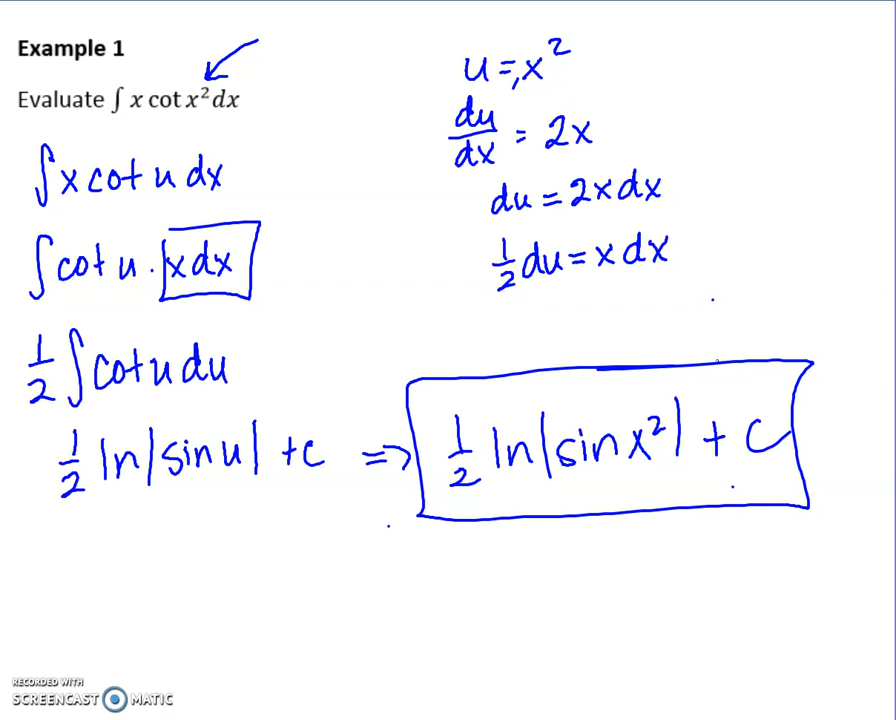 Example 1
Evaluate ∫ x cot x² dx
∫ x cot u dx
∫ cot u · x dx
1/2 ∫ cot u du
1/2 ln |sin u| + c => 1/2 ln |sin x²| + c
u = x²
du/dx = 2x
du = 2x dx
1/2 du = x dx
RECORDED WITH
SCREENCAST MATIC